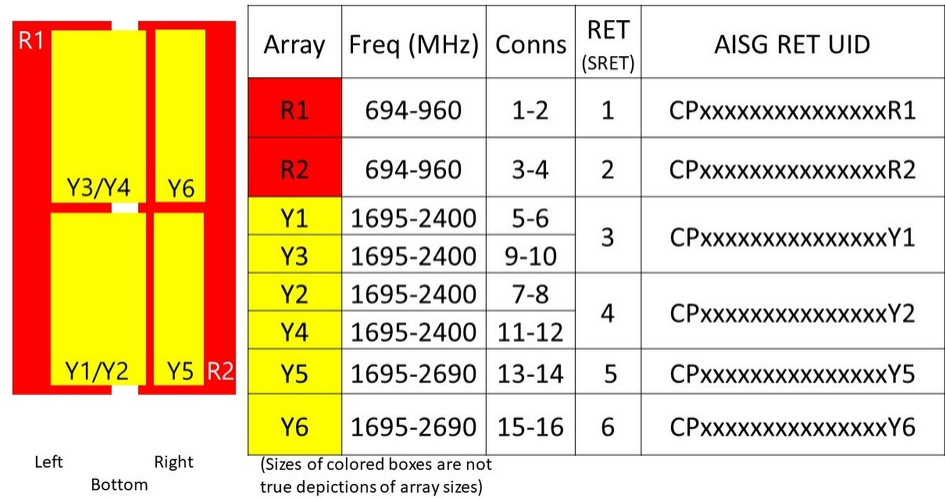 R1
Y3/Y4 Y6
Y1/Y2 Y5 R2
Left Right
Bottom
Array Freq (MHz) Conns RET (SRET) AISG RET UID
R1 694-960 1-2 1 CPxxxxxxxxxxxxxxxR1
R2 694-960 3-4 2 CPxxxxxxxxxxxxxxxR2
Y1 1695-2400 5-6 3 CPxxxxxxxxxxxxxxxY1
Y3 1695-2400 9-10
Y2 1695-2400 7-8 4 CPxxxxxxxxxxxxxxxY2
Y4 1695-2400 11-12
Y5 1695-2690 13-14 5 CPxxxxxxxxxxxxxxxY5
Y6 1695-2690 15-16 6 CPxxxxxxxxxxxxxxxY6
(Sizes of colored boxes are not
true depictions of array sizes)